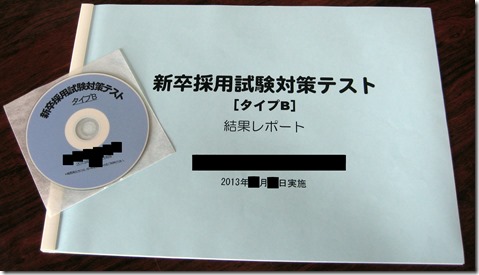 新卒採用試験対策テスト
[タイプB]
結果レポート
2013年 月 日実施
新卒採用試験対策テスト
タイプB